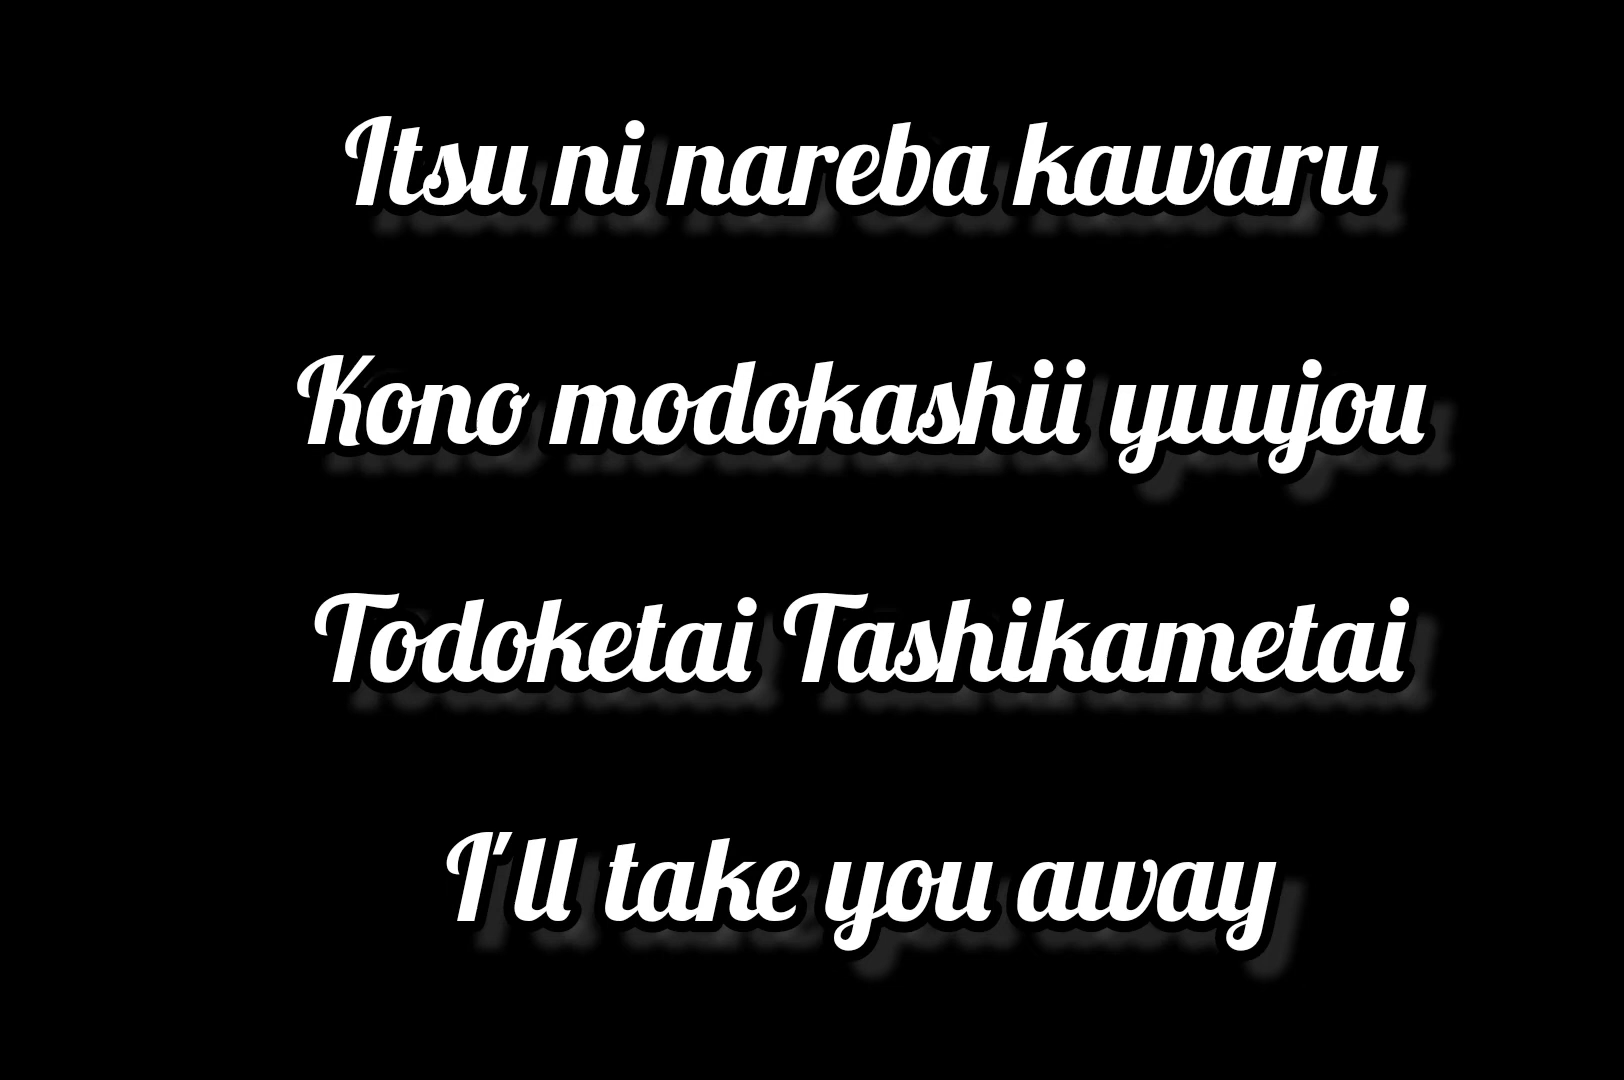 Itsu ni nareba kawaru
Kono modokashii yuujou
Todoketai Tashikametai
I'll take you away